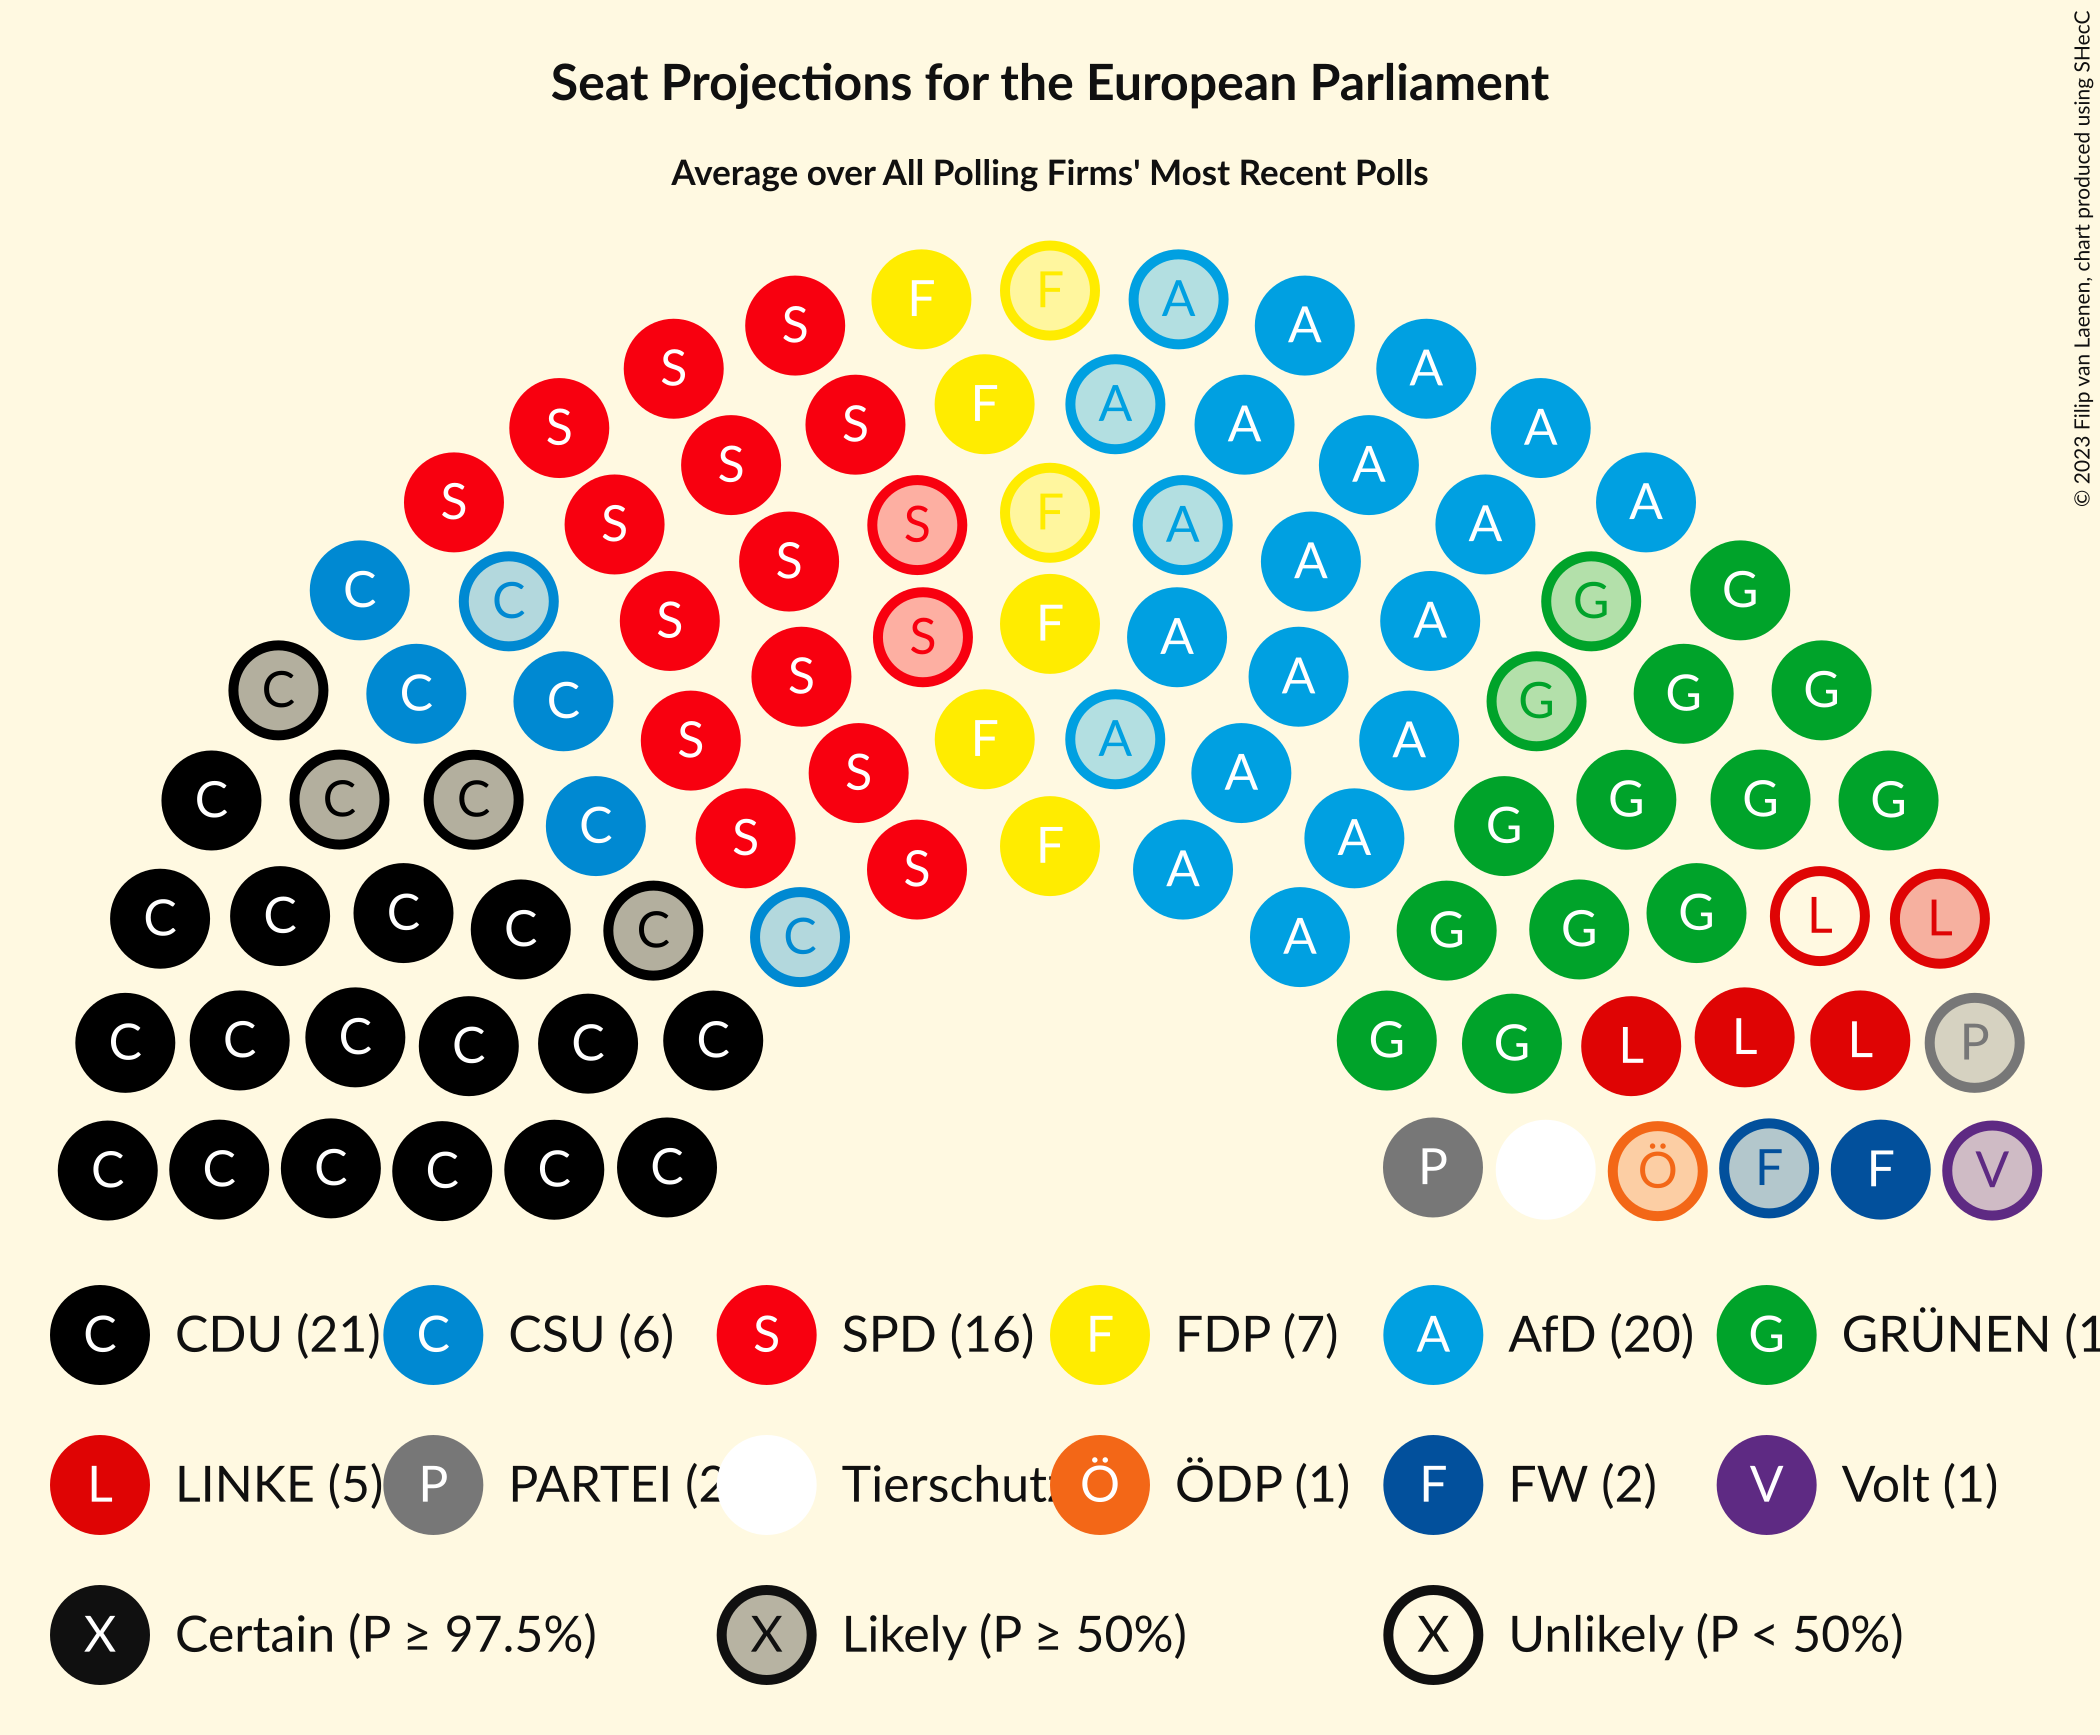 Seat Projections for the European Parliament
Average over All Polling Firms' Most Recent Polls
© 2023 Filip van Laenen, chart produced using SHecC
S F F A A
S F A A A
S S A A
S S F S F A A A A
S S S A A A G G
C C S S F A A A G
C C C S S F A A A G G G
C C C C S S F A A G G G G
C C C C C C S A A G G G L L
C C C C C C G G L L L P
C C C C C C P Ö F F V
C CDU (21) C CSU (6) S SPD (16) F FDP (7) A AfD (20) G GRÜNEN (1
L LINKE (5) P PARTEI (2 Tierschutz Ö ÖDP (1) F FW (2) V Volt (1)
X Certain (P ≥ 97.5%) X Likely (P ≥ 50%) X Unlikely (P < 50%)